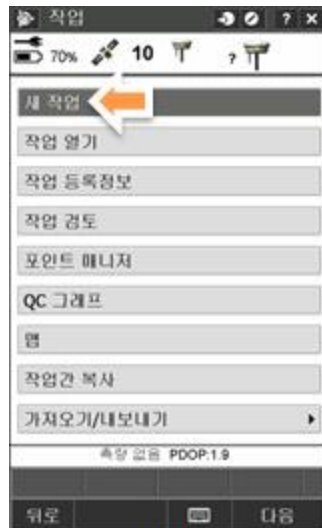 작업 ? ×
70% 10 ?
새 작업
작업 열기
작업 등록정보
작업 검토
포인트 매니저
QC 그래프
맵
작업간 복사
가져오기/내보내기
측량 없음 PDOP:1.9
뒤로 다음